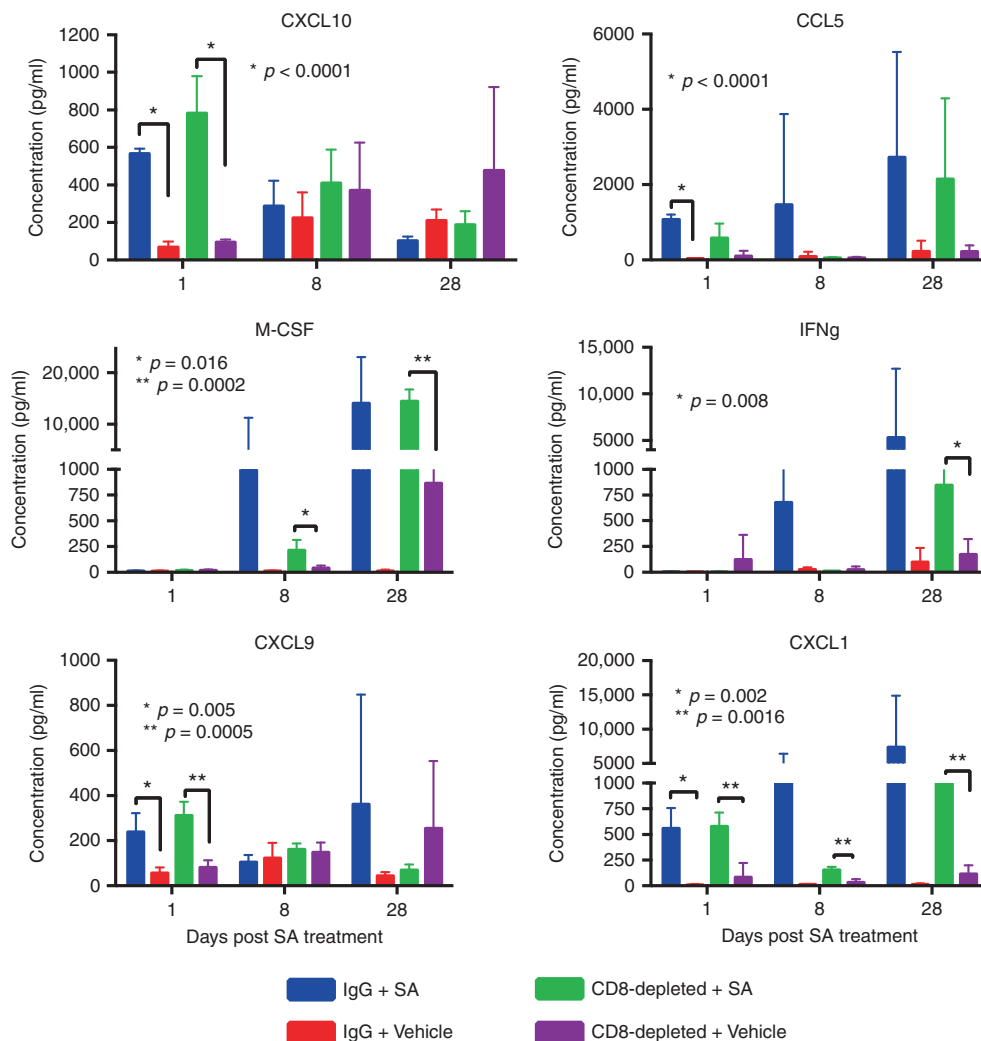 CXCL10
Concentration (pg/ml)
1200
1000
800
600
400
200
0
* p < 0.0001
*
*
1
8
28
CCL5
Concentration (pg/ml)
6000
4000
2000
0
* p < 0.0001
*
1
8
28
M-CSF
Concentration (pg/ml)
20,000
10,000
1000
750
500
250
0
* p = 0.016
** p = 0.0002
*
**
1
8
28
IFNg
Concentration (pg/ml)
15,000
10,000
5000
1000
750
500
250
0
* p = 0.008
*
1
8
28
CXCL9
Concentration (pg/ml)
1000
800
600
400
200
0
* p = 0.005
** p = 0.0005
*
**
1
8
28
Days post SA treatment
CXCL1
Concentration (pg/ml)
20,000
15,000
10,000
5000
1000
750
500
250
0
* p = 0.002
** p = 0.0016
*
**
**
**
1
8
28
Days post SA treatment
IgG + SA
CD8-depleted + SA
IgG + Vehicle
CD8-depleted + Vehicle